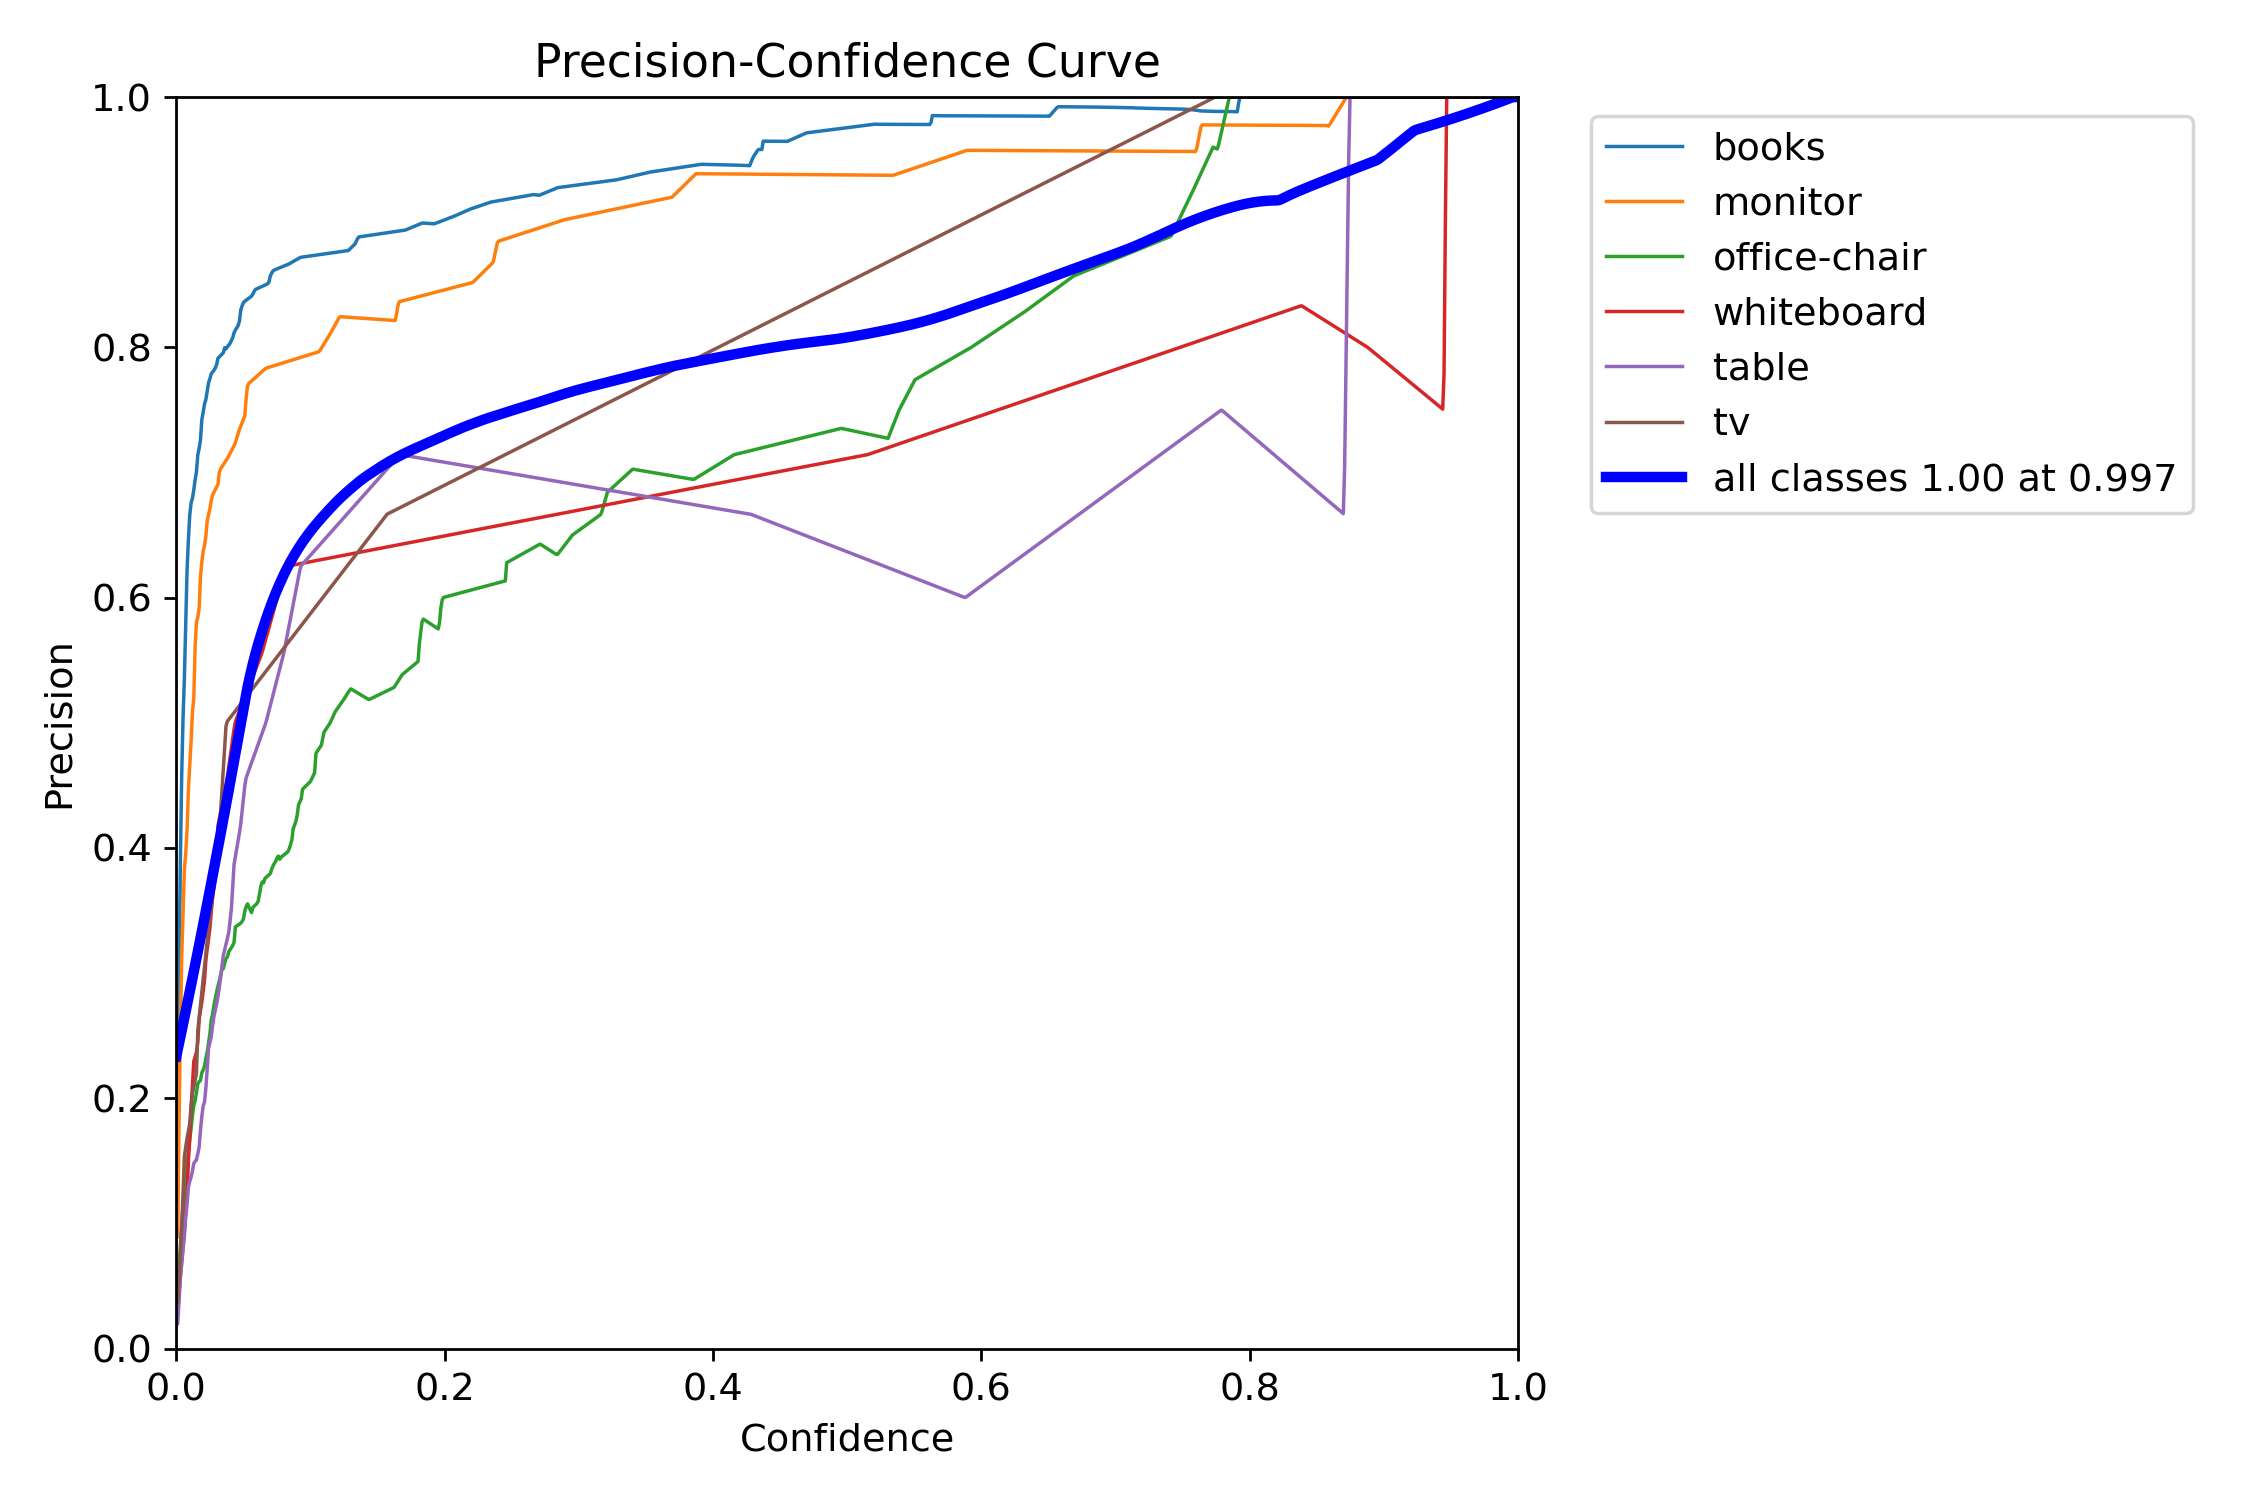 Precision-Confidence Curve
1.0
0.8
0.6
0.4
0.2
0.0
Precision
0.0 0.2 0.4 0.6 0.8 1.0
Confidence
books
monitor
office-chair
whiteboard
table
tv
all classes 1.00 at 0.997